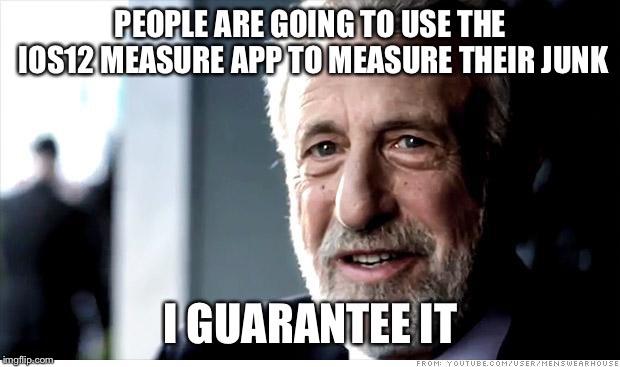 PEOPLE ARE GOING TO USE THE
IOS12 MEASURE APP TO MEASURE THEIR JUNK
I GUARANTEE IT
imgflip.com
FROM: YOUTUBE.COM/USER/MENSWEARHOUSE